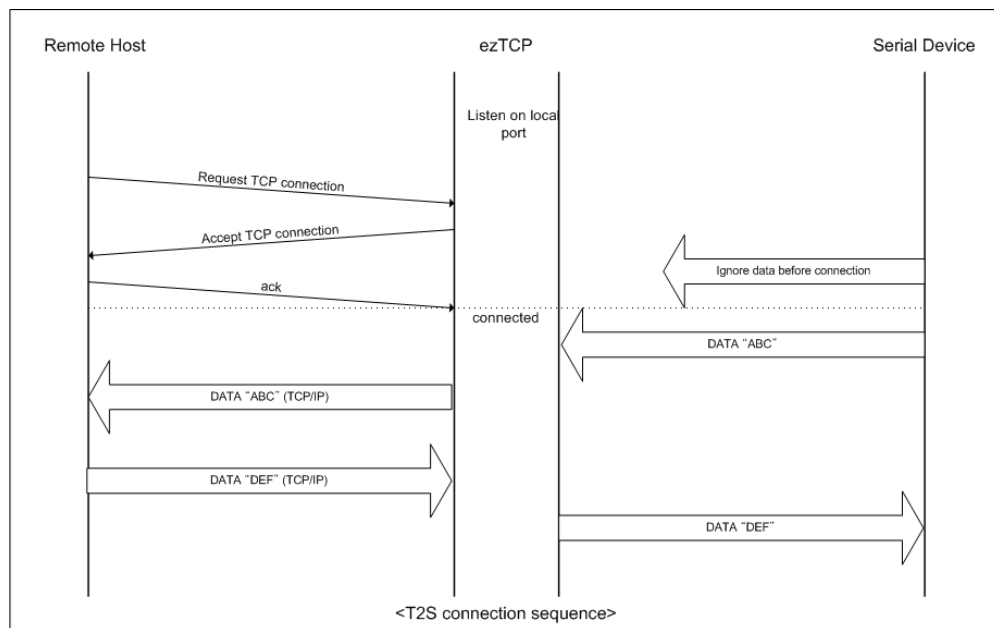 Remote Host
ezTCP
Serial Device
Listen on local
port
Request TCP connection
Accept TCP connection
Ignore data before connection
ack
connected
DATA “ABC”
DATA “ABC” (TCP/IP)
DATA “DEF” (TCP/IP)
DATA “DEF”
<T2S connection sequence>